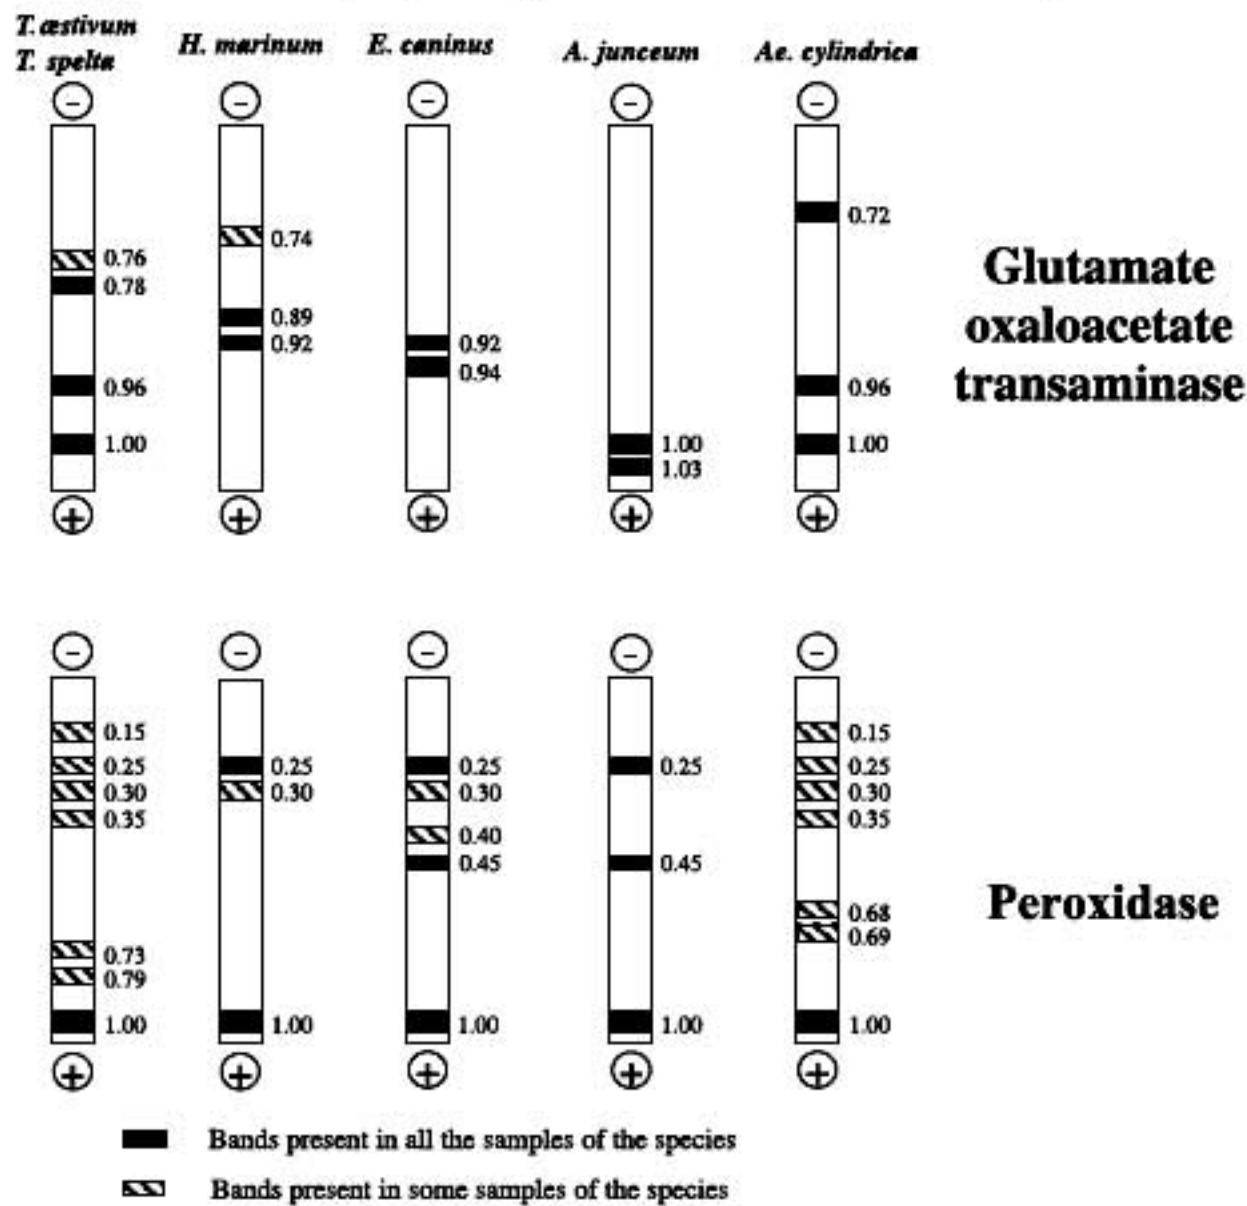 T. æstivum
T. spelta
H. marinum
E. caninus
A. junceum
Ae. cylindrica
- - - - -
0.76
0.78
0.96
1.00
0.74
0.89
0.92
0.92
0.94
1.00
1.03
0.72
0.96
1.00
Glutamate
oxaloacetate
transaminase
+ + + + +
- - - - -
0.15
0.25
0.30
0.35
0.73
0.79
1.00
0.25
0.30
1.00
0.25
0.30
0.40
0.45
1.00
0.25
0.45
1.00
0.15
0.25
0.30
0.35
0.68
0.69
1.00
Peroxidase
+ + + + +
Bands present in all the samples of the species
Bands present in some samples of the species